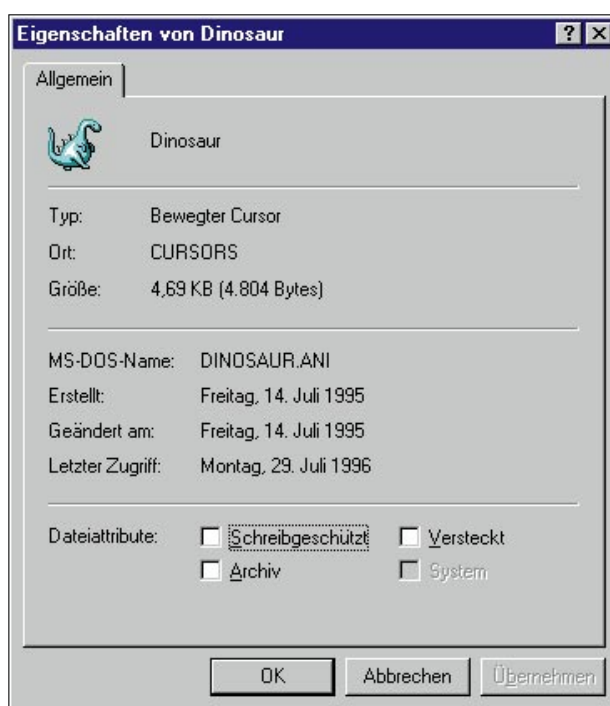 Eigenschaften von Dinosaur
Allgemein
Dinosaur
Typ: Bewegter Cursor
Ort: CURSORS
Größe: 4,69 KB (4.804 Bytes)
MS-DOS-Name: DINOSAUR.ANI
Erstellt: Freitag, 14. Juli 1995
Geändert am: Freitag, 14. Juli 1995
Letzter Zugriff: Montag, 29. Juli 1996
Dateiattribute: Schreibgeschützt Versteckt
Archiv System
OK Abbrechen Übernehmen